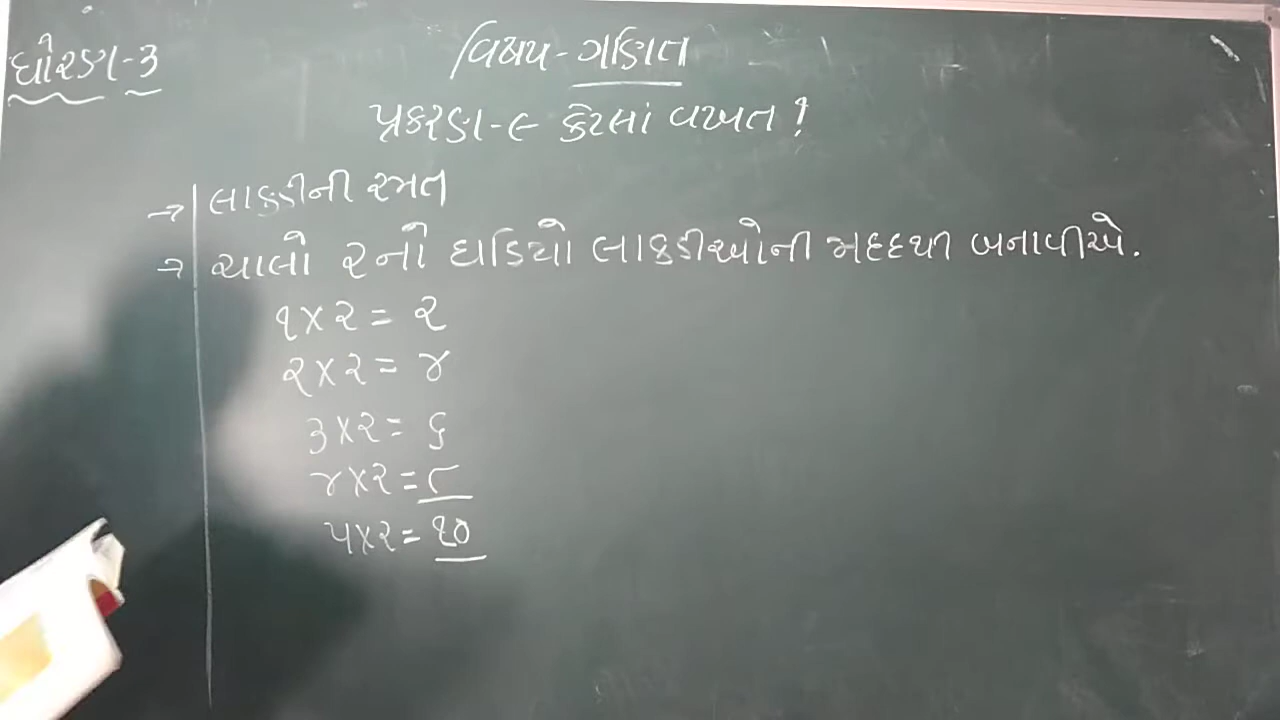 ધોરણ-૩
વિષય-ગણિત
પ્રકરણ-૯ કેટલાં વખત !
→ લાકડીની રમત
→ ચાલો ૨નો ઘડિયો લાકડીઓની મદદથી બનાવીએ.
૧×૨= ૨
૨×૨= ૪
૩×૨= ૬
૪×૨=૮
૫×૨= ૧૦